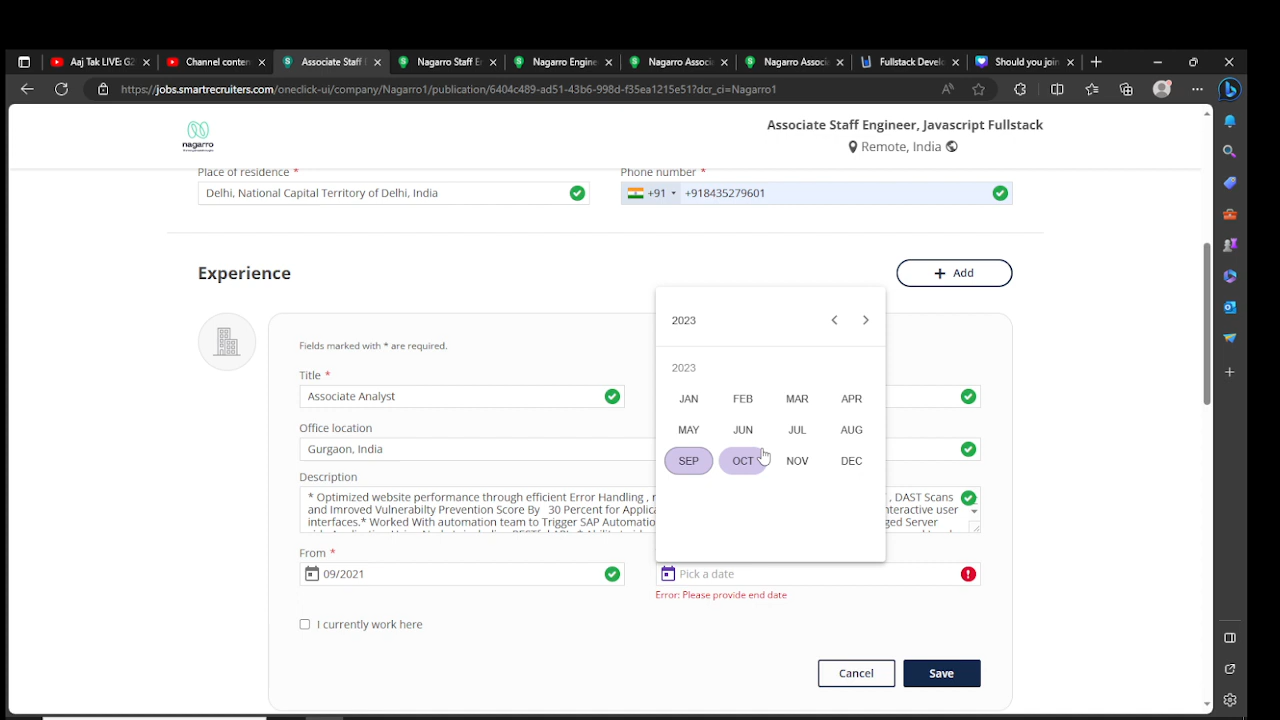 Aaj Tak LIVE: G2
Channel conten
Associate Staff E
Nagarro Staff E
Nagarro Engine
Nagarro Associa
Nagarro Associ
Fullstack Devel
Should you join
https://jobs.smartrecruiters.com/oneclick-ui/company/Nagarro1/publication/6404c489-ad51-43b6-998d-f35ea1215e51?dcr_ci=Nagarro1
nagarro
Associate Staff Engineer, Javascript Fullstack
Remote, India
Place of residence *
Phone number *
Delhi, National Capital Territory of Delhi, India
+91 +918435279601
Experience
+ Add
Fields marked with * are required.
Title *
Associate Analyst
Office location
Gurgaon, India
Description
* Optimized website performance through efficient Error Handling , r
, DAST Scans
and Imroved Vulnerabilty Prevention Score By 30 Percent for Applica
nteractive user
interfaces.* Worked With automation team to Trigger SAP Automatio
ged Server
From *
09/2021
I currently work here
2023
2023
JAN FEB MAR APR
MAY JUN JUL AUG
SEP OCT NOV DEC
Pick a date
Error: Please provide end date
Cancel
Save